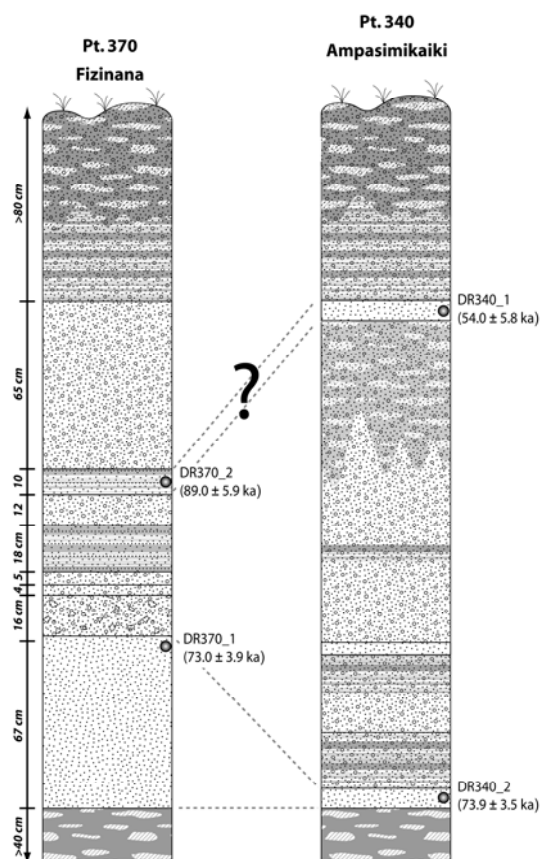 Pt. 370
Fizinana
Pt. 340
Ampasimikaiki
>80 cm
65 cm
10
12
18 cm
4,5
16 cm
67 cm
>40 cm
?
DR370_2
(89.0 ± 5.9 ka)
DR370_1
(73.0 ± 3.9 ka)
DR340_1
(54.0 ± 5.8 ka)
DR340_2
(73.9 ± 3.5 ka)